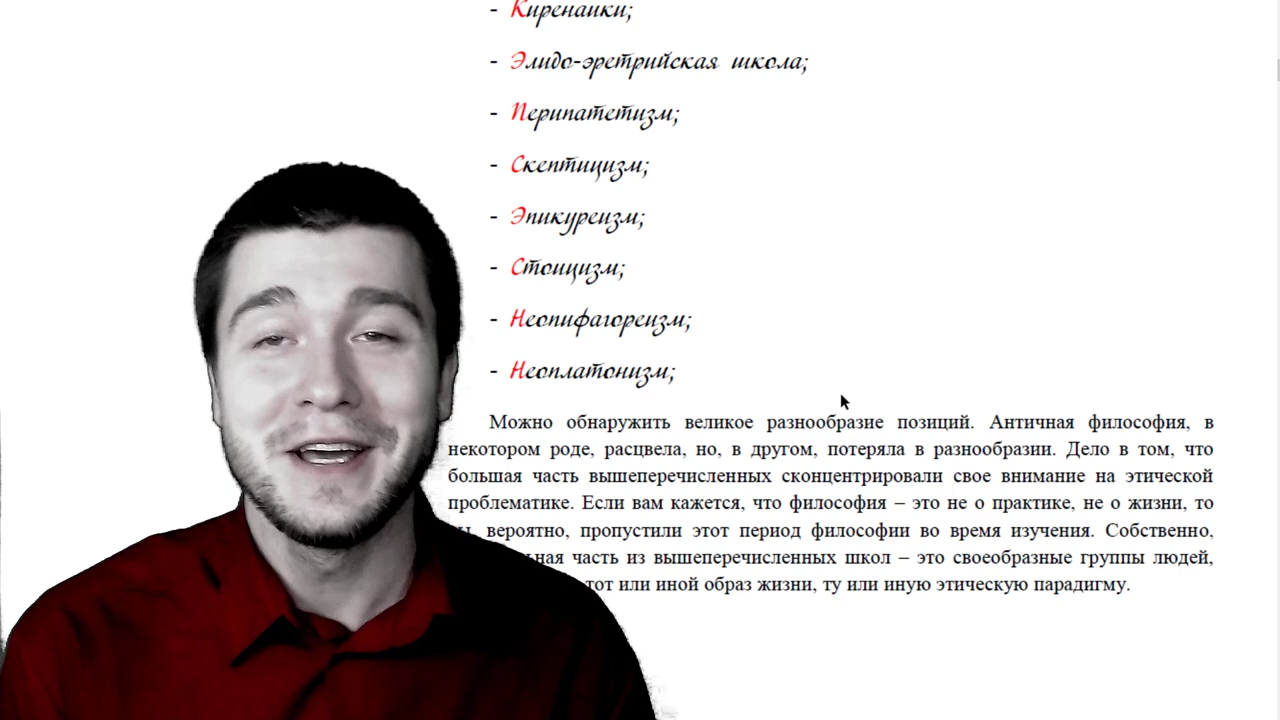 - Киренаики;
- Элидо-эретрийская школа;
- Перипатетизм;
- Скептицизм;
- Эпикуреизм;
- Стоицизм;
- Неопифагореизм;
- Неоплатонизм;
Можно обнаружить великое разнообразие позиций. Античная философия, в
некотором роде, расцвела, но, в другом, потеряла в разнообразии. Дело в том, что
большая часть вышеперечисленных сконцентрировали свое внимание на этической
проблематике. Если вам кажется, что философия – это не о практике, не о жизни, то
вероятно, пропустили этот период философии во время изучения. Собственно,
часть из вышеперечисленных школ – это своеобразные группы людей,
тот или иной образ жизни, ту или иную этическую парадигму.